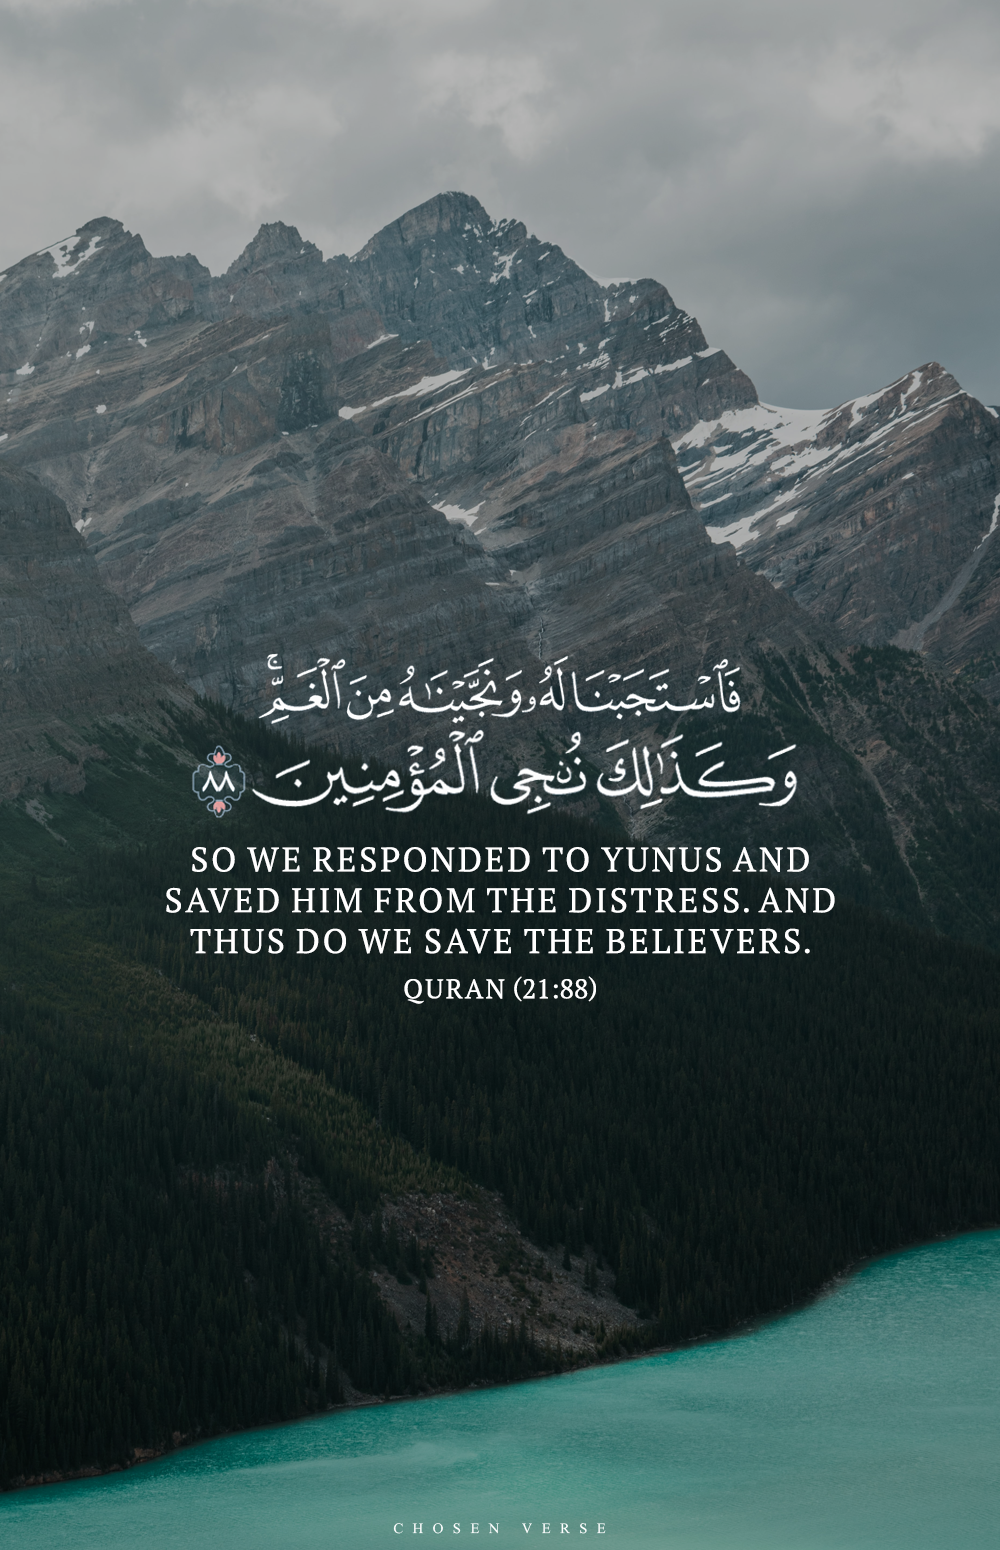 فَٱسْتَجَبْنَا لَهُۥ وَنَجَّيْنَـٰهُ مِنَ ٱلْغَمِّ ۚ
وَكَذَٰلِكَ نُـۨجِى ٱلْمُؤْمِنِينَ ٨٨
SO WE RESPONDED TO YUNUS AND
SAVED HIM FROM THE DISTRESS. AND
THUS DO WE SAVE THE BELIEVERS.
QURAN (21:88)
CHOSEN VERSE